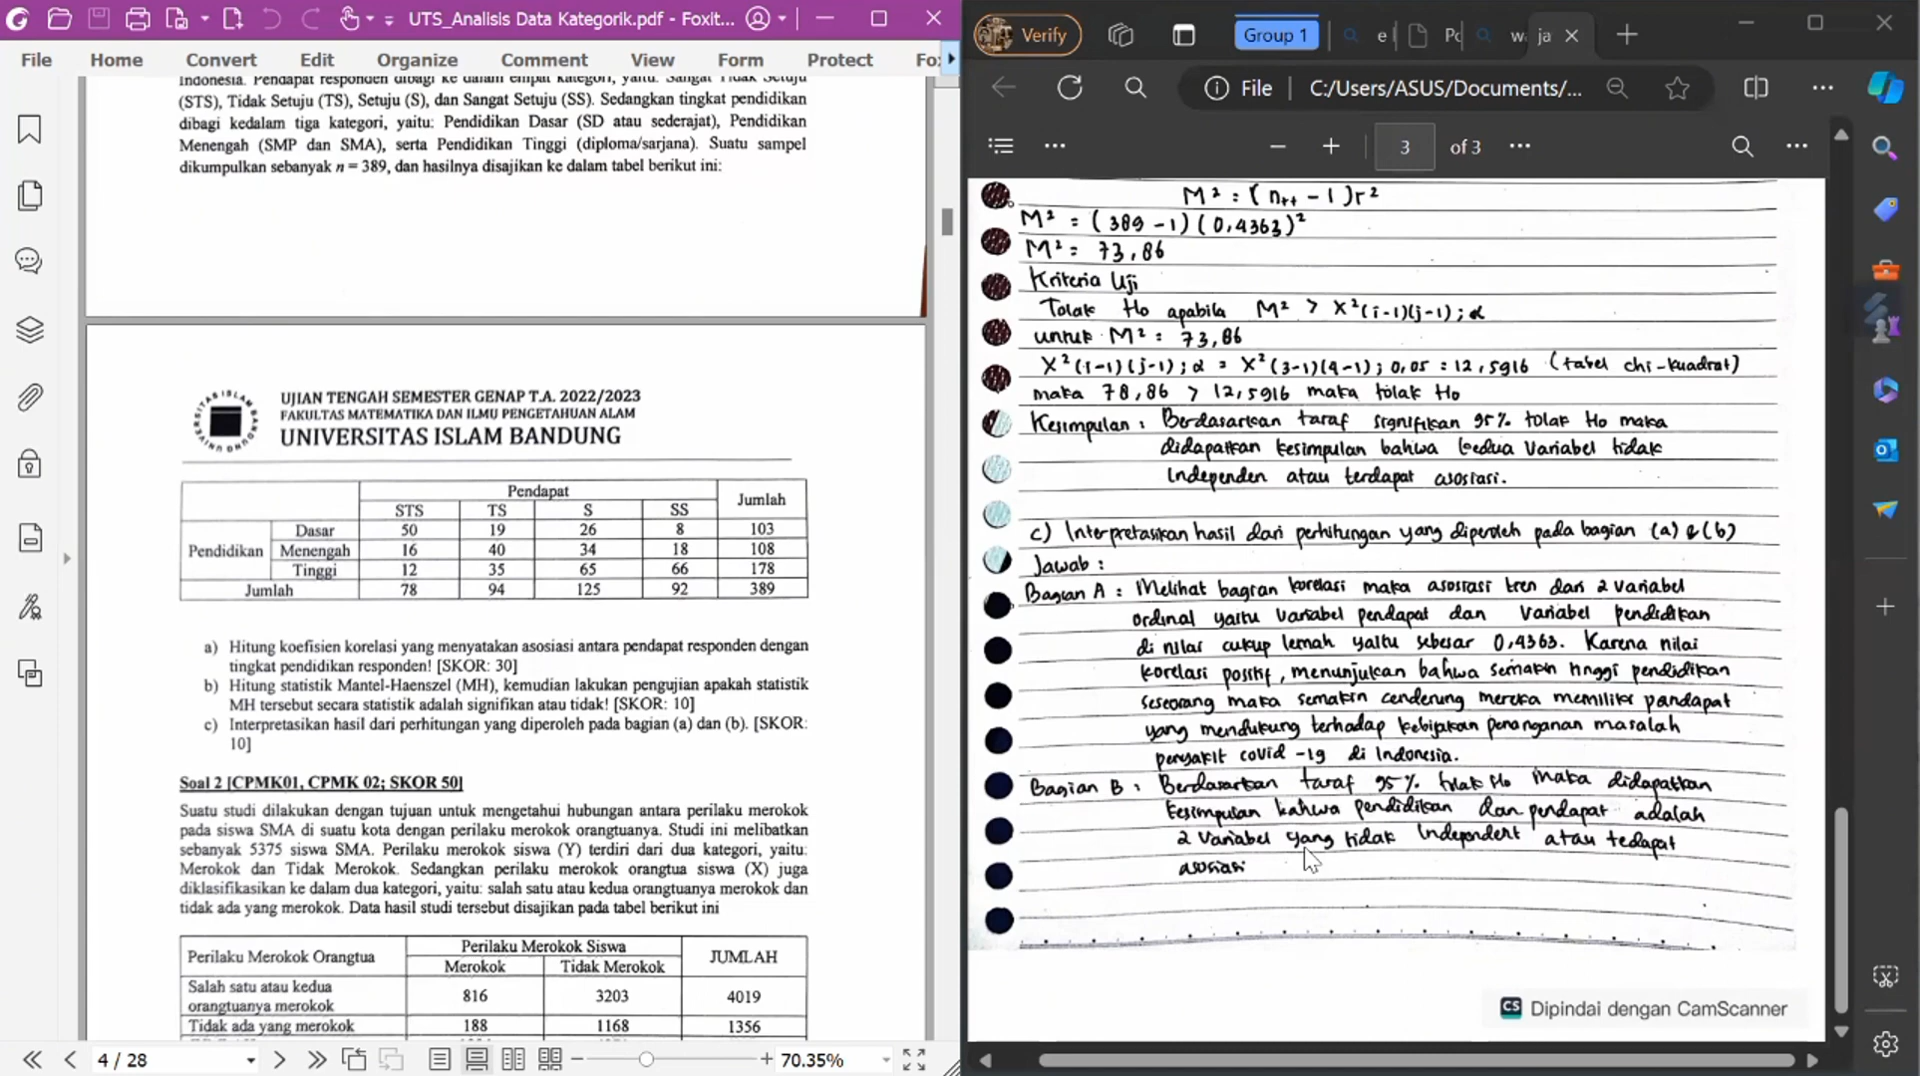 UTS_Analisis Data Kategorik.pdf - Foxit...
File Home Convert Edit Organize Comment View Form Protect Fo:
Indonesia. Pendapat responden dibagi ke dalam empat kategori, yaitu: Sangat Tidak Setuju
(STS), Tidak Setuju (TS), Setuju (S), dan Sangat Setuju (SS). Sedangkan tingkat pendidikan
dibagi kedalam tiga kategori, yaitu: Pendidikan Dasar (SD atau sederajat), Pendidikan
Menengah (SMP dan SMA), serta Pendidikan Tinggi (diploma/sarjana). Suatu sampel
dikumpulkan sebanyak n = 389, dan hasilnya disajikan ke dalam tabel berikut ini:
UJIAN TENGAH SEMESTER GENAP T.A. 2022/2023
FAKULTAS MATEMATIKA DAN ILMU PENGETAHUAN ALAM
UNIVERSITAS ISLAM BANDUNG
Pendapat Jumlah
STS TS S SS
Pendidikan
Dasar 50 19 26 8 103
Menengah 16 40 34 18 108
Tinggi 12 35 65 66 178
Jumlah 78 94 125 92 389
a) Hitung koefisien korelasi yang menyatakan asosiasi antara pendapat responden dengan
tingkat pendidikan responden! [SKOR: 30]
b) Hitung statistik Mantel-Haenszel (MH), kemudian lakukan pengujian apakah statistik
MH tersebut secara statistik adalah signifikan atau tidak! [SKOR: 10]
c) Interpretasikan hasil dari perhitungan yang diperoleh pada bagian (a) dan (b). [SKOR:
10]
Soal 2 [CPMK01, CPMK 02; SKOR 50]
Suatu studi dilakukan dengan tujuan untuk mengetahui hubungan antara perilaku merokok
pada siswa SMA di suatu kota dengan perilaku merokok orangtuanya. Studi ini melibatkan
sebanyak 5375 siswa SMA. Perilaku merokok siswa (Y) terdiri dari dua kategori, yaitu:
Merokok dan Tidak Merokok. Sedangkan perilaku merokok orangtua siswa (X) juga
diklasifikasikan ke dalam dua kategori, yaitu: salah satu atau kedua orangtuanya merokok dan
tidak ada yang merokok. Data hasil studi tersebut disajikan pada tabel berikut ini
Perilaku Merokok Orangtua Perilaku Merokok Siswa JUMLAH
Merokok Tidak Merokok
Salah satu atau kedua
orangtuanya merokok 816 3203 4019
Tidak ada yang merokok 188 1168 1356
4 / 28
70.35%
Verify
Group 1
e
Po
wa
ja
File C:/Users/ASUS/Documents/...
3 of 3
M² = (n++ - 1)r²
M² = (389 - 1)(0,4363)²
M² = 73,86
Kriteria Uji
Tolak Ho apabila M² > X²(i-1)(j-1);α
untuk M² = 73,86
X²(i-1)(j-1);α = X²(3-1)(4-1);0,05 = 12,5916 (tabel chi-kuadrat)
maka 78,86 > 12,5916 maka tolak Ho
Kesimpulan : Berdasarkan taraf signifikan 95% tolak Ho maka
didapatkan kesimpulan bahwa kedua variabel tidak
Independen atau terdapat asosiasi.
c) Interpretasikan hasil dari perhitungan yang diperoleh pada bagian (a) & (b)
Jawab :
Bagian A : Melihat bagian korelasi maka asosiasi tren dari 2 variabel
ordinal yaitu variabel pendapat dan variabel pendidikan
di nilai cukup lemah yaitu sebesar 0,4363. Karena nilai
korelasi positif, menunjukan bahwa semakin tinggi pendidikan
seseorang maka semakin cenderung mereka memiliki pandapat
yang mendukung terhadap kebijakan penanganan masalah
penyakit covid-19 di Indonesia.
Bagian B : Berdasarkan taraf 95% tolak Ho maka didapatkan
kesimpulan bahwa pendidikan dan pendapat adalah
2 variabel yang tidak Independent atau tedapat
asosiasi
CS Dipindai dengan CamScanner